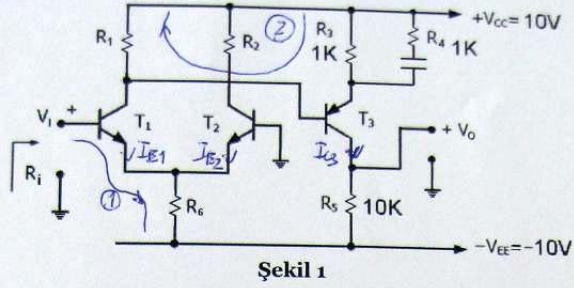 +VCC= 10V
R1
R2
R3
1K
R4 1K
②
VI +
T1
T2
T3
+ VO
IE1
IE2
IC3
Ri
①
R6
R5
10K
-VEE=-10V
Şekil 1